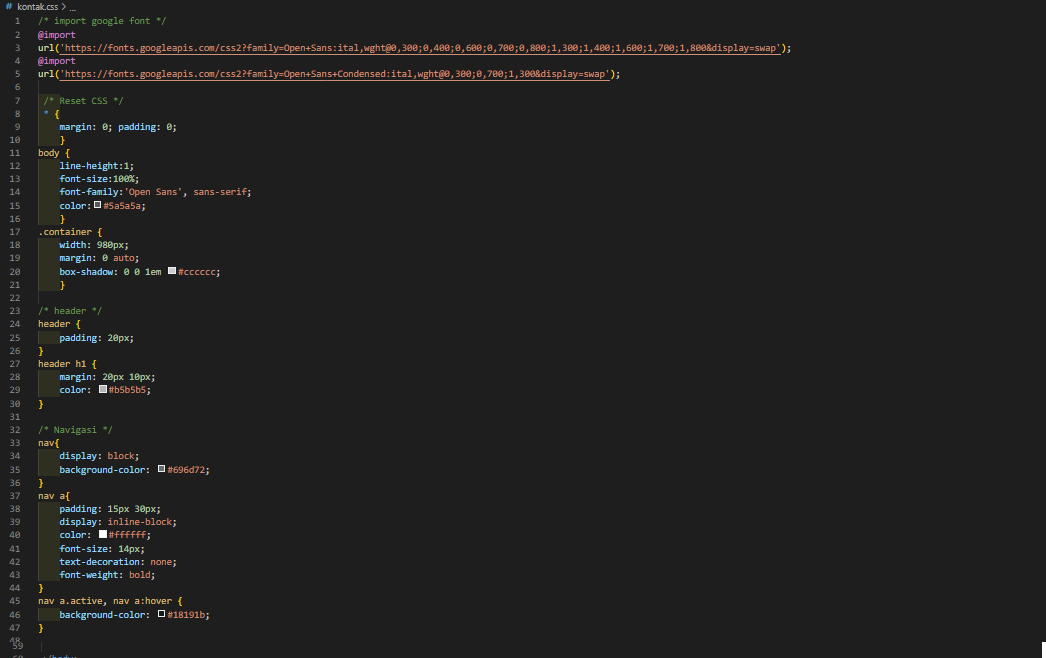 # kontak.css > ...
1 /* import google font */
2 @import
3 url('https://fonts.googleapis.com/css2?family=Open+Sans:ital,wght@0,300;0,400;0,600;0,700;0,800;1,300;1,400;1,600;1,700;1,800&display=swap');
4 @import
5 url('https://fonts.googleapis.com/css2?family=Open+Sans+Condensed:ital,wght@0,300;0,700;1,300&display=swap');
6
7 /* Reset CSS */
8 * {
9 margin: 0; padding: 0;
10 }
11 body {
12 line-height:1;
13 font-size:100%;
14 font-family:'Open Sans', sans-serif;
15 color:#5a5a5a;
16 }
17 .container {
18 width: 980px;
19 margin: 0 auto;
20 box-shadow: 0 0 1em #cccccc;
21 }
22
23 /* header */
24 header {
25 padding: 20px;
26 }
27 header h1 {
28 margin: 20px 10px;
29 color: #b5b5b5;
30 }
31
32 /* Navigasi */
33 nav{
34 display: block;
35 background-color: #696d72;
36 }
37 nav a{
38 padding: 15px 30px;
39 display: inline-block;
40 color: #ffffff;
41 font-size: 14px;
42 text-decoration: none;
43 font-weight: bold;
44 }
45 nav a.active, nav a:hover {
46 background-color: #18191b;
47 }
48
59